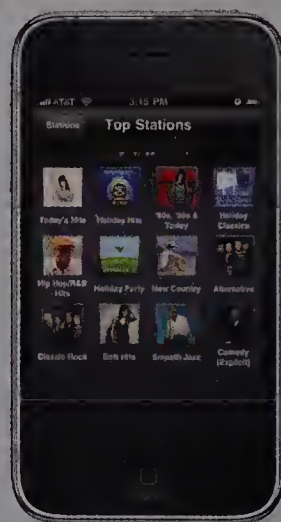 AT&T 3:15 PM
Stations Top Stations
Today's Hits Holiday Hits '80s, '90s & Today Holiday Classics
Hip Hop/R&B Hits Holiday Party New Country Alternative
Classic Rock Soft Hits Smooth Jazz Comedy (Explicit)